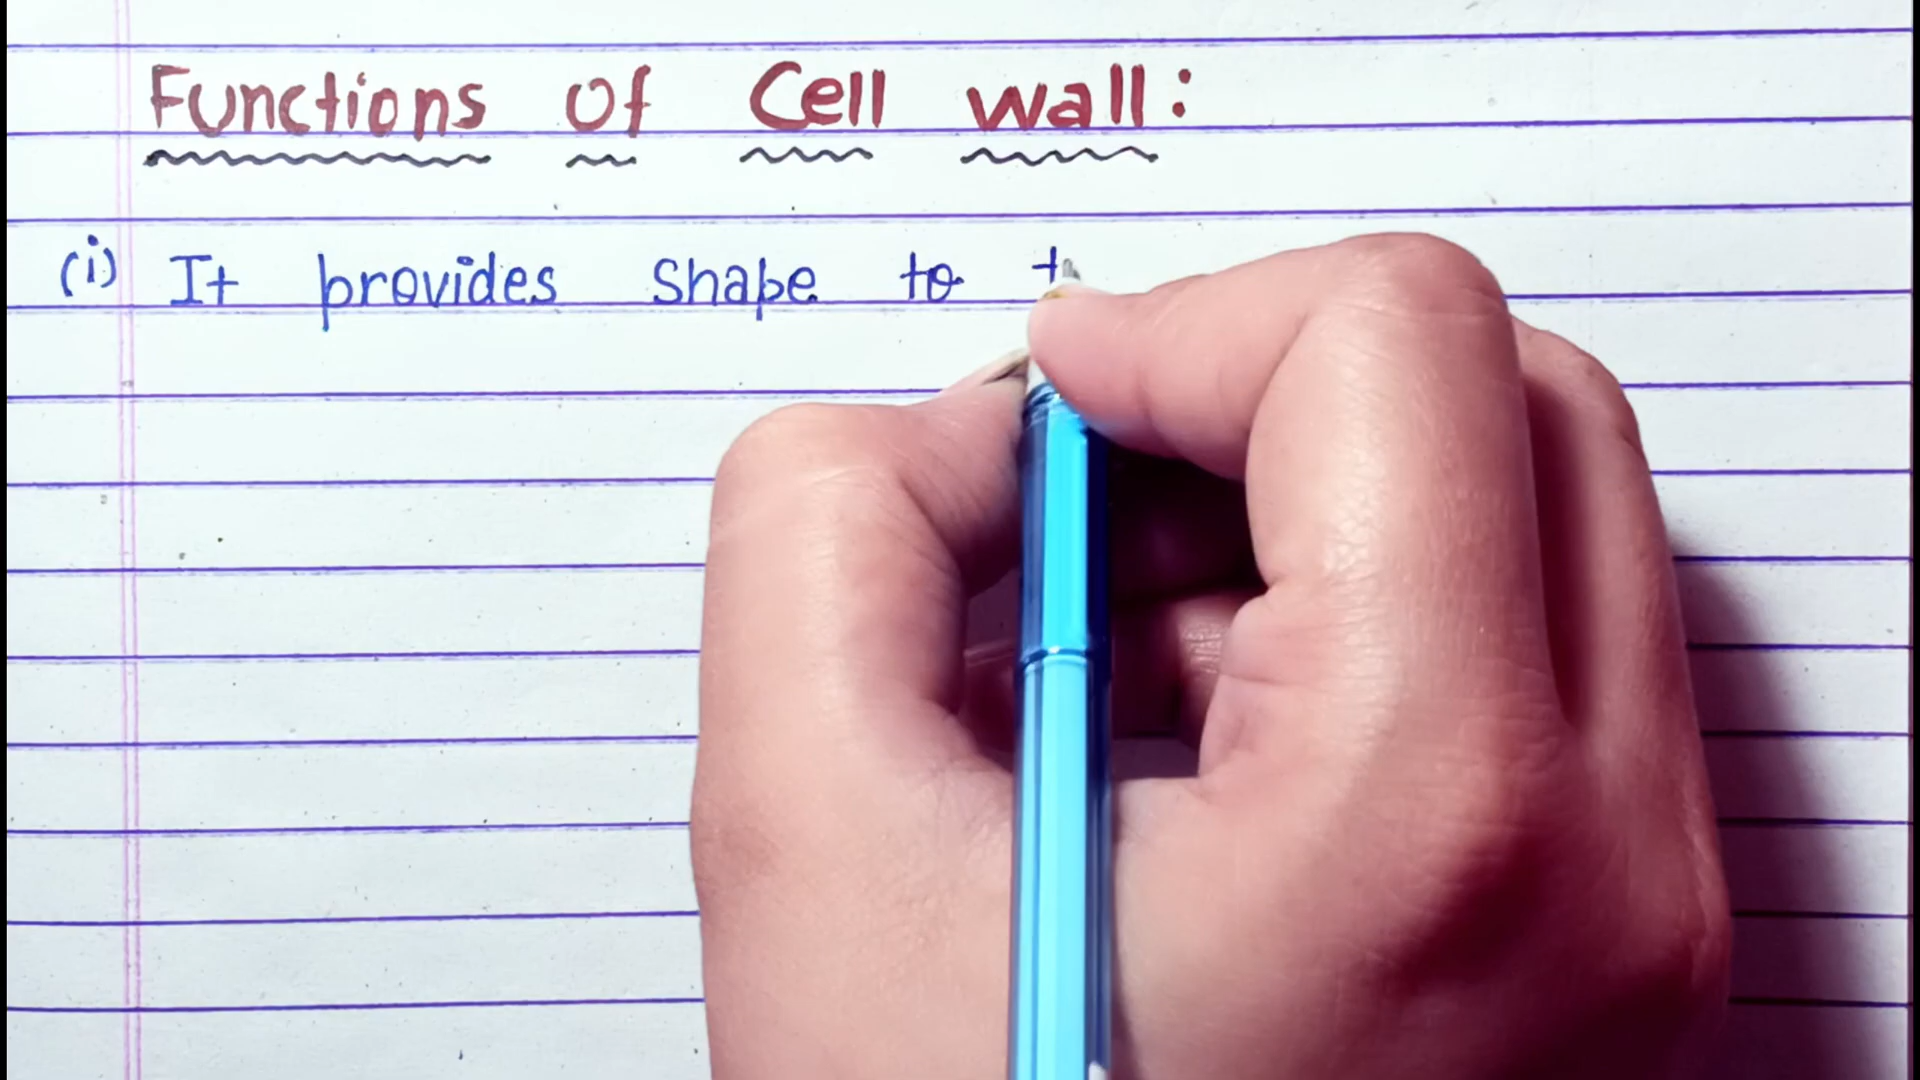 Functions of Cell wall:
(i) It provides shape to t